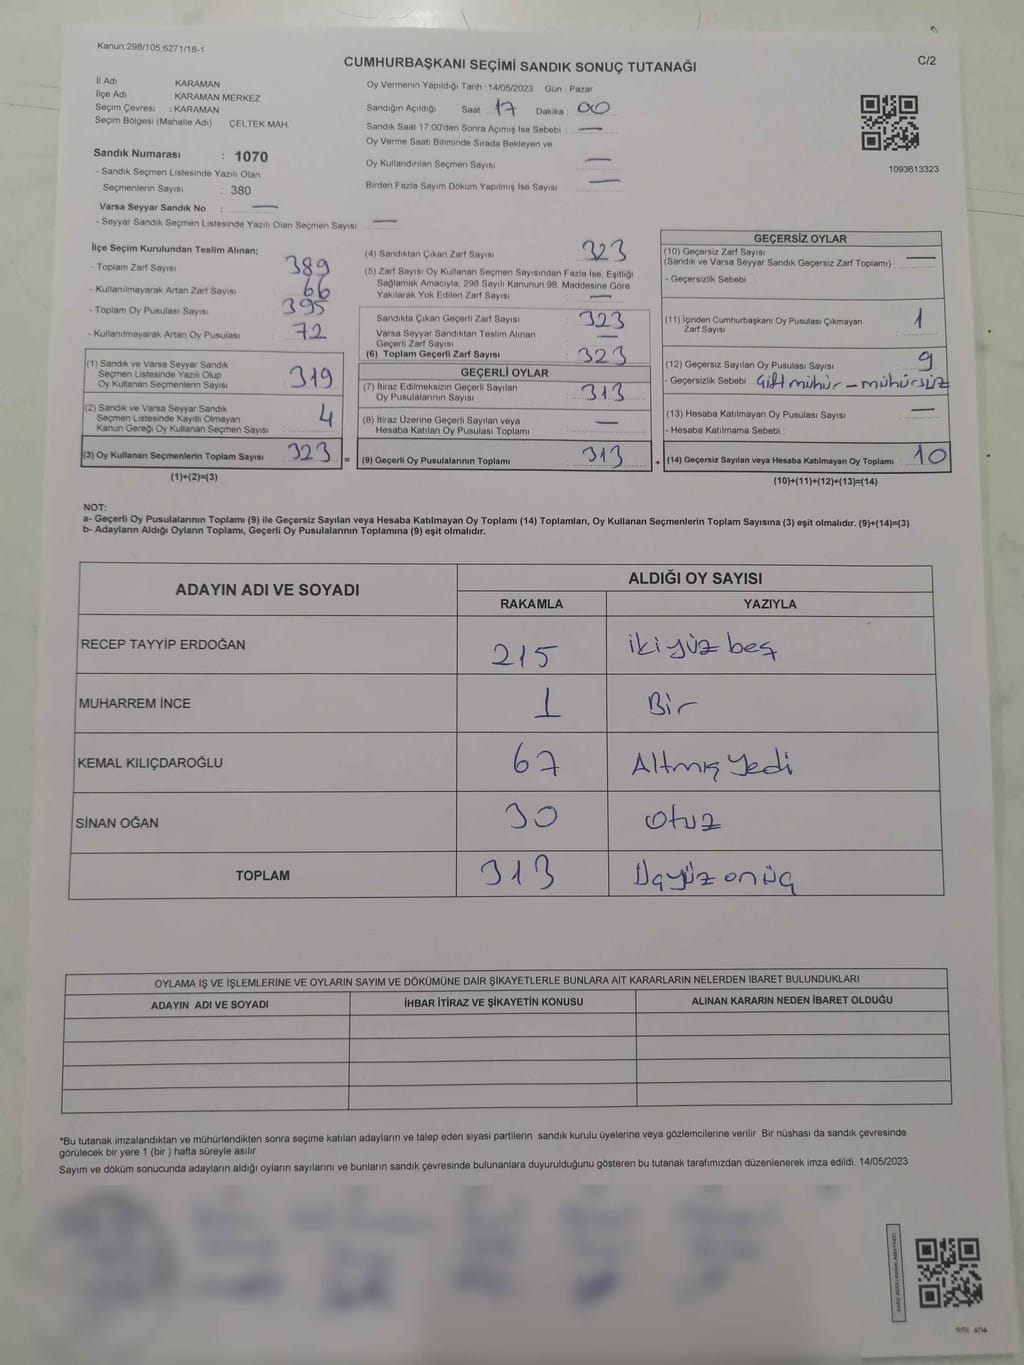 Kanun:298/105;6271/18-1
C/2
CUMHURBAŞKANI SEÇİMİ SANDIK SONUÇ TUTANAĞI
İl Adı KARAMAN
İlçe Adı KARAMAN MERKEZ
Seçim Çevresi : KARAMAN
Seçim Bölgesi (Mahalle Adı) ÇELTEK MAH.
Sandık Numarası : 1070
- Sandık Seçmen Listesinde Yazılı Olan
Seçmenlerin Sayısı : 380
Varsa Seyyar Sandık No : —
- Seyyar Sandık Seçmen Listesinde Yazılı Olan Seçmen Sayısı: —
Oy Vermenin Yapıldığı Tarih :14/05/2023 Gün Pazar
Sandığın Açıldığı Saat 17 Dakika : 00
Sandık Saat 17:00'den Sonra Açılmış İse Sebebi —
Oy Verme Saati Bitiminde Sırada Bekleyen ve
Oy Kullandırılan Seçmen Sayısı —
Birden Fazla Sayım Döküm Yapılmış İse Sayısı : —
1093613323
İlçe Seçim Kurulundan Teslim Alınan;
- Toplam Zarf Sayısı 389
- Kullanılmayarak Artan Zarf Sayısı 66
- Toplam Oy Pusulası Sayısı 395
- Kullanılmayarak Artan Oy Pusulası 72
(1) Sandık ve Varsa Seyyar Sandık
Seçmen Listesinde Yazılı Olup
Oy Kullanan Seçmenlerin Sayısı 319
(2) Sandık ve Varsa Seyyar Sandık
Seçmen Listesinde Kayıtlı Olmayan
Kanun Gereği Oy Kullanan Seçmen Sayısı 4
(3) Oy Kullanan Seçmenlerin Toplam Sayısı 323 =
(1)+(2)=(3)
(4) Sandıktan Çıkan Zarf Sayısı 323
(5) Zarf Sayısı Oy Kullanan Seçmen Sayısından Fazla İse, Eşitliği
Sağlamak Amacıyla, 298 Sayılı Kanunun 98. Maddesine Göre
Yakılarak Yok Edilen Zarf Sayısı —
Sandıkta Çıkan Geçerli Zarf Sayısı 323
Varsa Seyyar Sandıktan Teslim Alınan
Geçerli Zarf Sayısı —
(6) Toplam Geçerli Zarf Sayısı 323
GEÇERLİ OYLAR
(7) İtiraz Edilmeksizin Geçerli Sayılan
Oy Pusulalarının Sayısı 313
(8) İtiraz Üzerine Geçerli Sayılan veya
Hesaba Katılan Oy Pusulası Toplamı —
(9) Geçerli Oy Pusulalarının Toplamı 313 +
GEÇERSİZ OYLAR
(10) Geçersiz Zarf Sayısı
(Sandık ve Varsa Seyyar Sandık Geçersiz Zarf Toplamı) : —
- Geçersizlik Sebebi :
(11) İçinden Cumhurbaşkanı Oy Pusulası Çıkmayan
Zarf Sayısı 1
(12) Geçersiz Sayılan Oy Pusulası Sayısı 9
- Geçersizlik Sebebi : Çift mühür – mühürsüz
(13) Hesaba Katılmayan Oy Pusulası Sayısı —
- Hesaba Katılmama Sebebi :
(14) Geçersiz Sayılan veya Hesaba Katılmayan Oy Toplamı : 10
(10)+(11)+(12)+(13)=(14)
NOT:
a- Geçerli Oy Pusulalarının Toplamı (9) ile Geçersiz Sayılan veya Hesaba Katılmayan Oy Toplamı (14) Toplamları, Oy Kullanan Seçmenlerin Toplam Sayısına (3) eşit olmalıdır. (9)+(14)=(3)
b- Adayların Aldığı Oyların Toplamı, Geçerli Oy Pusulalarının Toplamına (9) eşit olmalıdır.
ADAYIN ADI VE SOYADI ALDIĞI OY SAYISI
RAKAMLA YAZIYLA
RECEP TAYYİP ERDOĞAN 215 iki yüz beş
MUHARREM İNCE 1 Bir
KEMAL KILIÇDAROĞLU 67 Altmış Yedi
SİNAN OĞAN 30 otuz
TOPLAM 313 Üçyüz onüç
OYLAMA İŞ VE İŞLEMLERİNE VE OYLARIN SAYIM VE DÖKÜMÜNE DAİR ŞİKAYETLERLE BUNLARA AİT KARARLARIN NELERDEN İBARET BULUNDUKLARI
ADAYIN ADI VE SOYADI İHBAR İTİRAZ VE ŞİKAYETİN KONUSU ALINAN KARARIN NEDEN İBARET OLDUĞU
*Bu tutanak imzalandıktan ve mühürlendikten sonra seçime katılan adayların ve talep eden siyasi partilerin sandık kurulu üyelerine veya gözlemcilerine verilir. Bir nüshası da sandık çevresinde
görülecek bir yere 1 (bir ) hafta süreyle asılır.
Sayım ve döküm sonucunda adayların aldığı oyların sayılarını ve bunların sandık çevresinde bulunanlara duyurulduğunu gösteren bu tutanak tarafımızdan düzenlenerek imza edildi. 14/05/2023